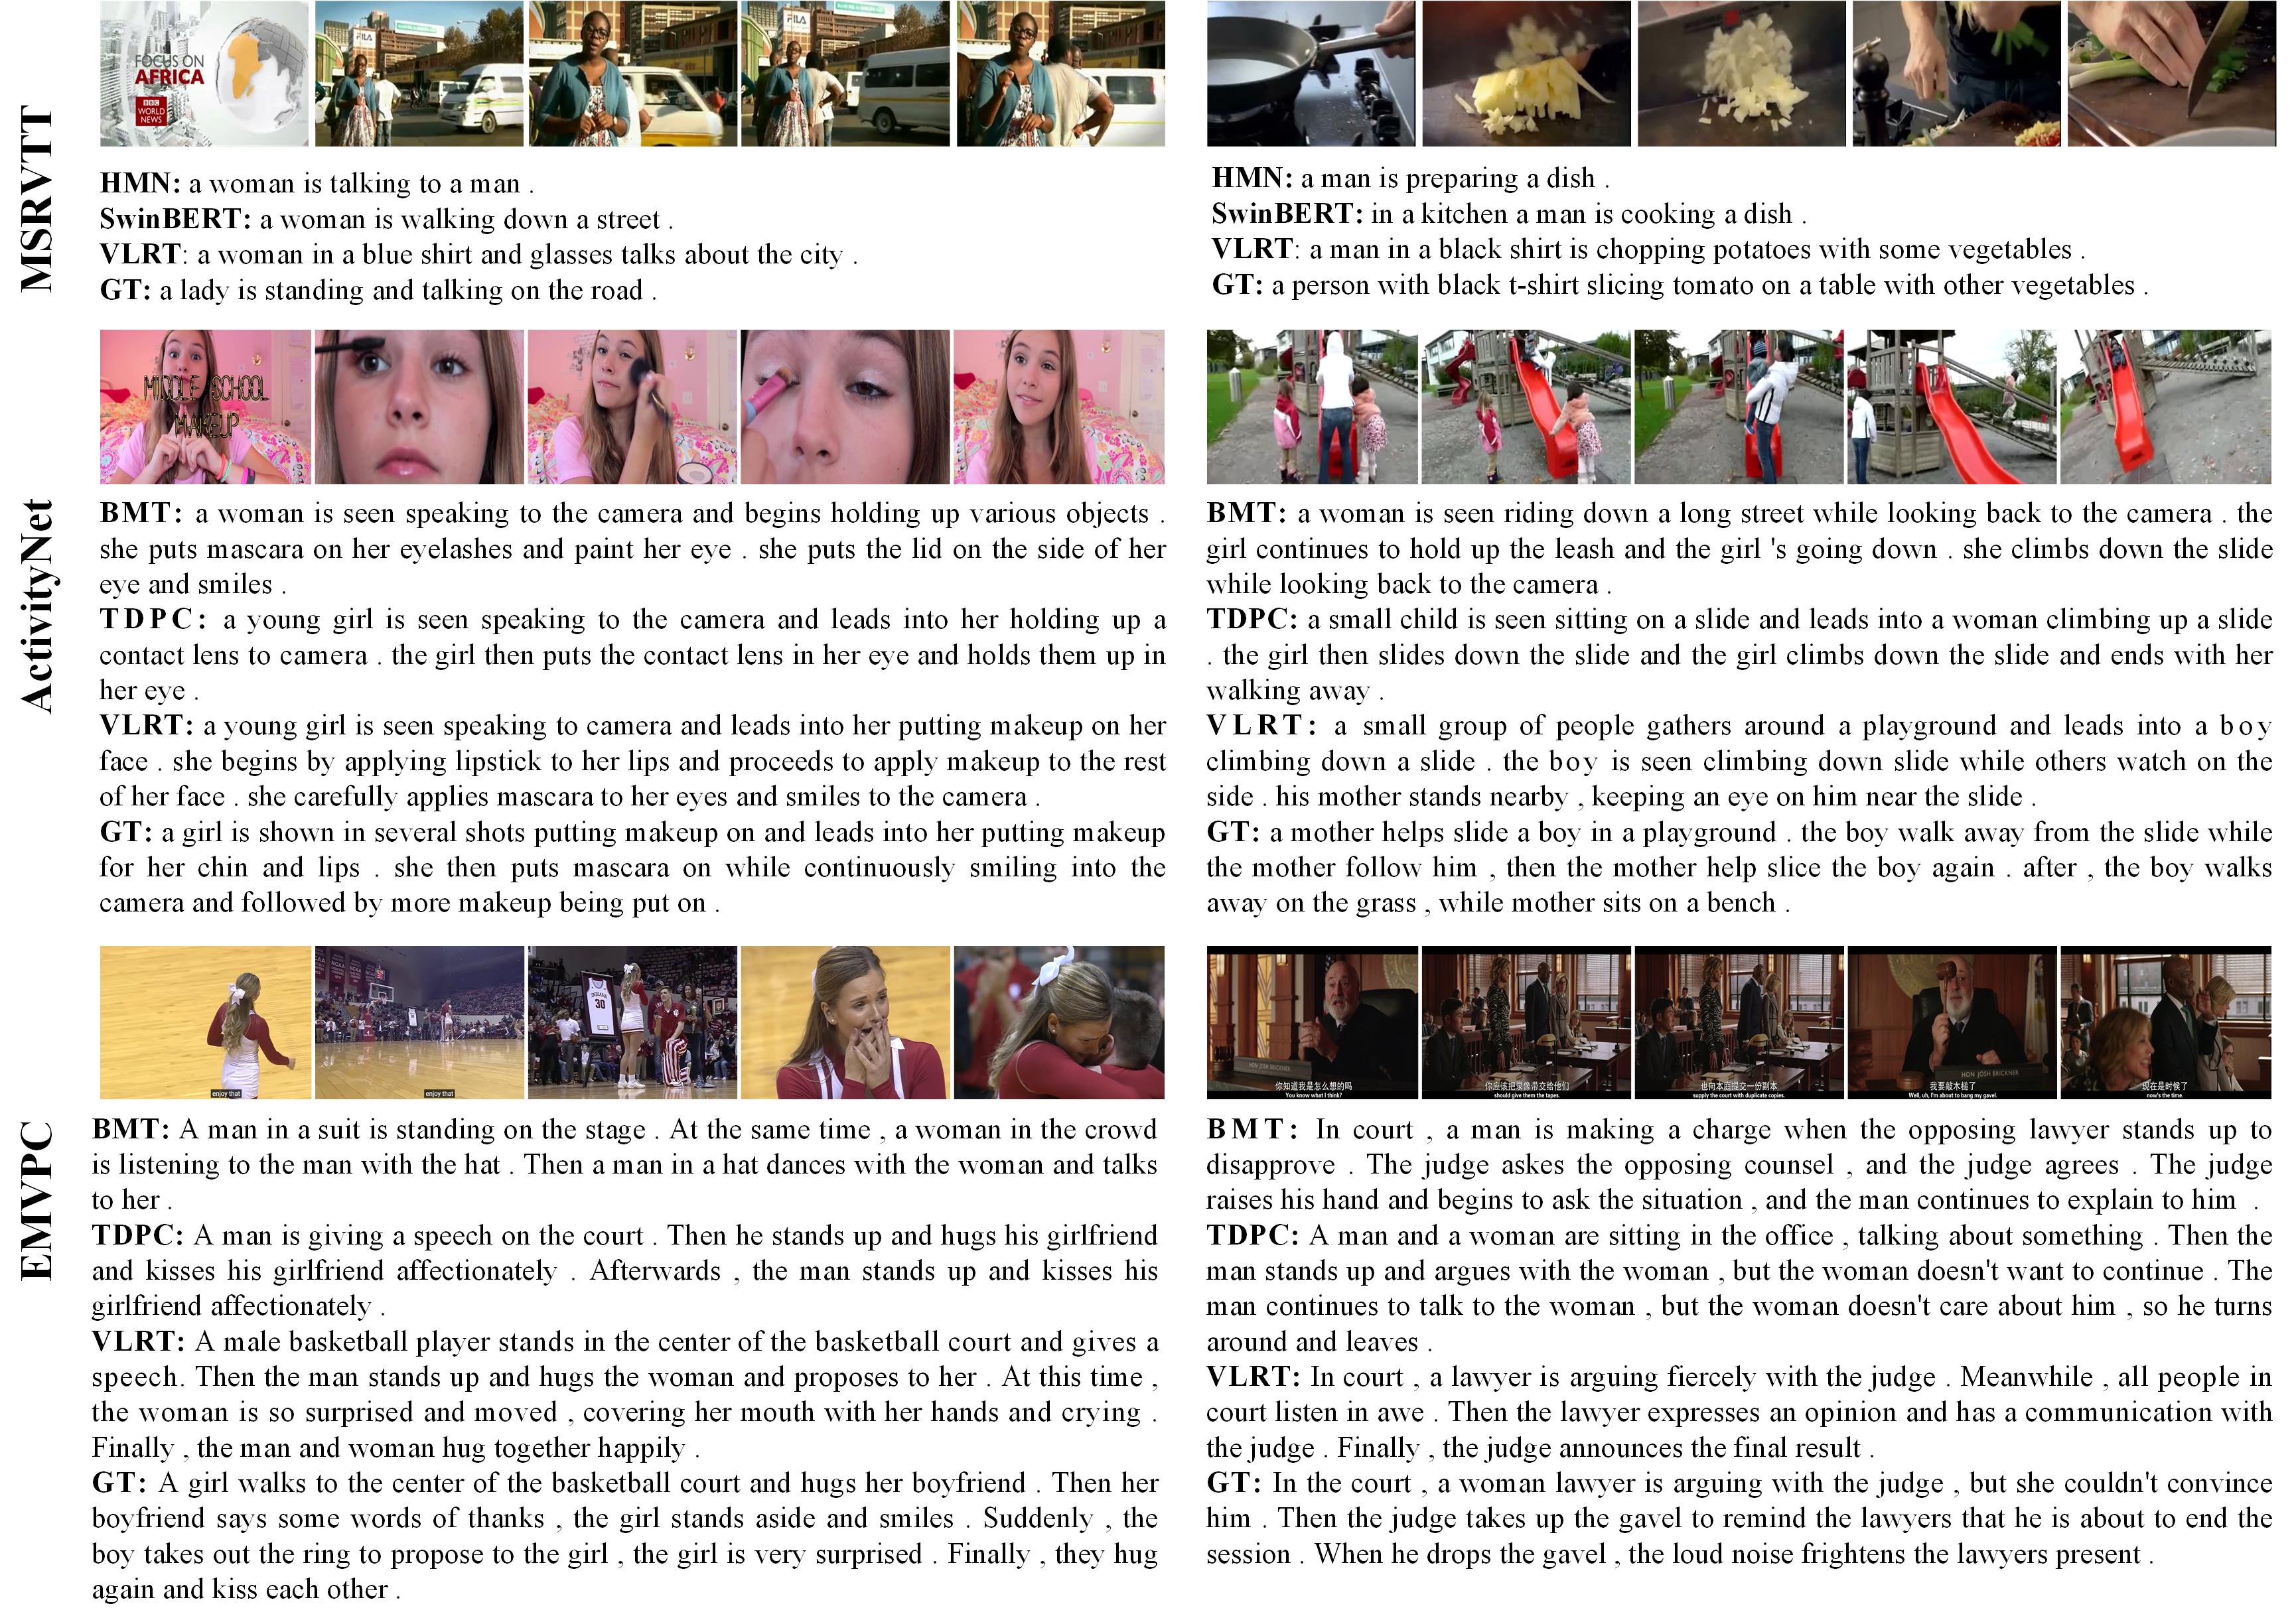 MSRVTT
FOCUS ON
AFRICA
BBC
WORLD
NEWS
FILA
HMN: a woman is talking to a man .
SwinBERT: a woman is walking down a street .
VLRT: a woman in a blue shirt and glasses talks about the city .
GT: a lady is standing and talking on the road .
HMN: a man is preparing a dish .
SwinBERT: in a kitchen a man is cooking a dish .
VLRT: a man in a black shirt is chopping potatoes with some vegetables .
GT: a person with black t-shirt slicing tomato on a table with other vegetables .
ActivityNet
MIDDLE SCHOOL
MAKEUP
BMT: a woman is seen speaking to the camera and begins holding up various objects .
she puts mascara on her eyelashes and paint her eye . she puts the lid on the side of her
eye and smiles .
TDPC: a young girl is seen speaking to the camera and leads into her holding up a
contact lens to camera . the girl then puts the contact lens in her eye and holds them up in
her eye .
VLRT: a young girl is seen speaking to camera and leads into her putting makeup on her
face . she begins by applying lipstick to her lips and proceeds to apply makeup to the rest
of her face . she carefully applies mascara to her eyes and smiles to the camera .
GT: a girl is shown in several shots putting makeup on and leads into her putting makeup
for her chin and lips . she then puts mascara on while continuously smiling into the
camera and followed by more makeup being put on .
BMT: a woman is seen riding down a long street while looking back to the camera . the
girl continues to hold up the leash and the girl 's going down . she climbs down the slide
while looking back to the camera .
TDPC: a small child is seen sitting on a slide and leads into a woman climbing up a slide
. the girl then slides down the slide and the girl climbs down the slide and ends with her
walking away .
VLRT: a small group of people gathers around a playground and leads into a boy
climbing down a slide . the boy is seen climbing down slide while others watch on the
side . his mother stands nearby , keeping an eye on him near the slide .
GT: a mother helps slide a boy in a playground . the boy walk away from the slide while
the mother follow him , then the mother help slice the boy again . after , the boy walks
away on the grass , while mother sits on a bench .
EMVPC
enjoy that
enjoy that
INDIANA
30
HON JOSH BRICKNER
你知道我是怎么想的吗
You know what I think?
你应该把录像带交给他们
should give them the tapes.
也向本庭提交一份副本
supply the court with duplicate copies.
HON JOSH BRICKNER
我要敲木槌了
Well, uh, I'm about to bang my gavel.
现在是时候了
now's the time.
BMT: A man in a suit is standing on the stage . At the same time , a woman in the crowd
is listening to the man with the hat . Then a man in a hat dances with the woman and talks
to her .
TDPC: A man is giving a speech on the court . Then he stands up and hugs his girlfriend
and kisses his girlfriend affectionately . Afterwards , the man stands up and kisses his
girlfriend affectionately .
VLRT: A male basketball player stands in the center of the basketball court and gives a
speech. Then the man stands up and hugs the woman and proposes to her . At this time ,
the woman is so surprised and moved , covering her mouth with her hands and crying .
Finally , the man and woman hug together happily .
GT: A girl walks to the center of the basketball court and hugs her boyfriend . Then her
boyfriend says some words of thanks , the girl stands aside and smiles . Suddenly , the
boy takes out the ring to propose to the girl , the girl is very surprised . Finally , they hug
again and kiss each other .
BMT: In court , a man is making a charge when the opposing lawyer stands up to
disapprove . The judge askes the opposing counsel , and the judge agrees . The judge
raises his hand and begins to ask the situation , and the man continues to explain to him .
TDPC: A man and a woman are sitting in the office , talking about something . Then the
man stands up and argues with the woman , but the woman doesn't want to continue . The
man continues to talk to the woman , but the woman doesn't care about him , so he turns
around and leaves .
VLRT: In court , a lawyer is arguing fiercely with the judge . Meanwhile , all people in
court listen in awe . Then the lawyer expresses an opinion and has a communication with
the judge . Finally , the judge announces the final result .
GT: In the court , a woman lawyer is arguing with the judge , but she couldn't convince
him . Then the judge takes up the gavel to remind the lawyers that he is about to end the
session . When he drops the gavel , the loud noise frightens the lawyers present .